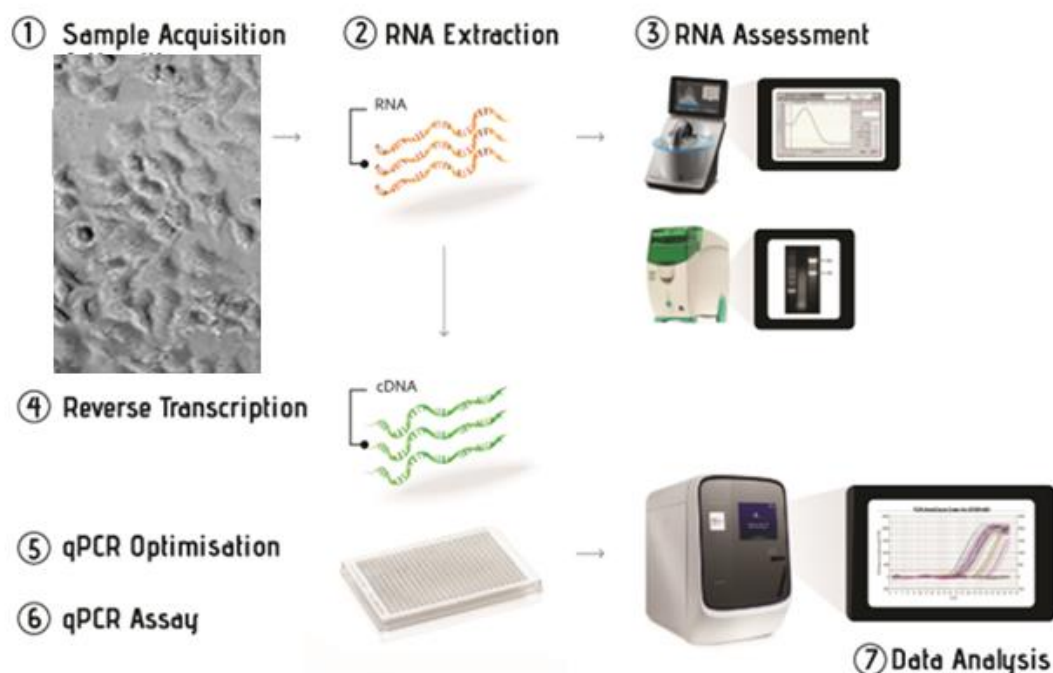 ① Sample Acquisition
② RNA Extraction
③ RNA Assessment
RNA
④ Reverse Transcription
cDNA
⑤ qPCR Optimisation
⑥ qPCR Assay
⑦ Data Analysis